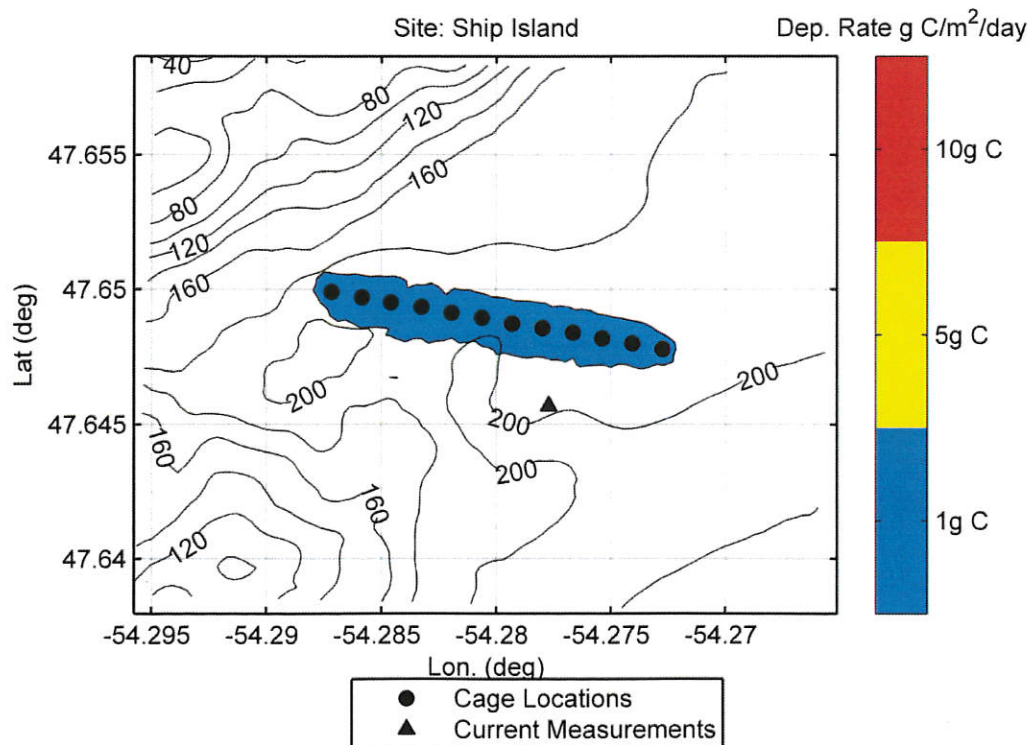 Site: Ship Island
Dep. Rate g C/m²/day
40
80
120
160
47.655
80
120
160
10g C
47.65
Lat (deg)
200
200
200
5g C
47.645
160
200
160
120
1g C
47.64
-54.295 -54.29 -54.285 -54.28 -54.275 -54.27
Lon. (deg)
Cage Locations
Current Measurements